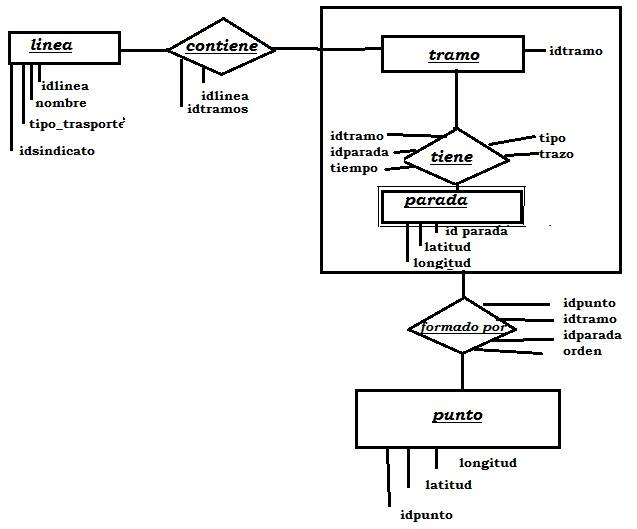 linea
contiene
tramo
idtramo
idlinea
nombre
tipo_trasporte
idsindicato
idlinea
idtramos
idtramo
idparada
tiempo
tiene
tipo
trazo
parada
id parada
latitud
longitud
formado por
idpunto
idtramo
idparada
orden
punto
longitud
latitud
idpunto